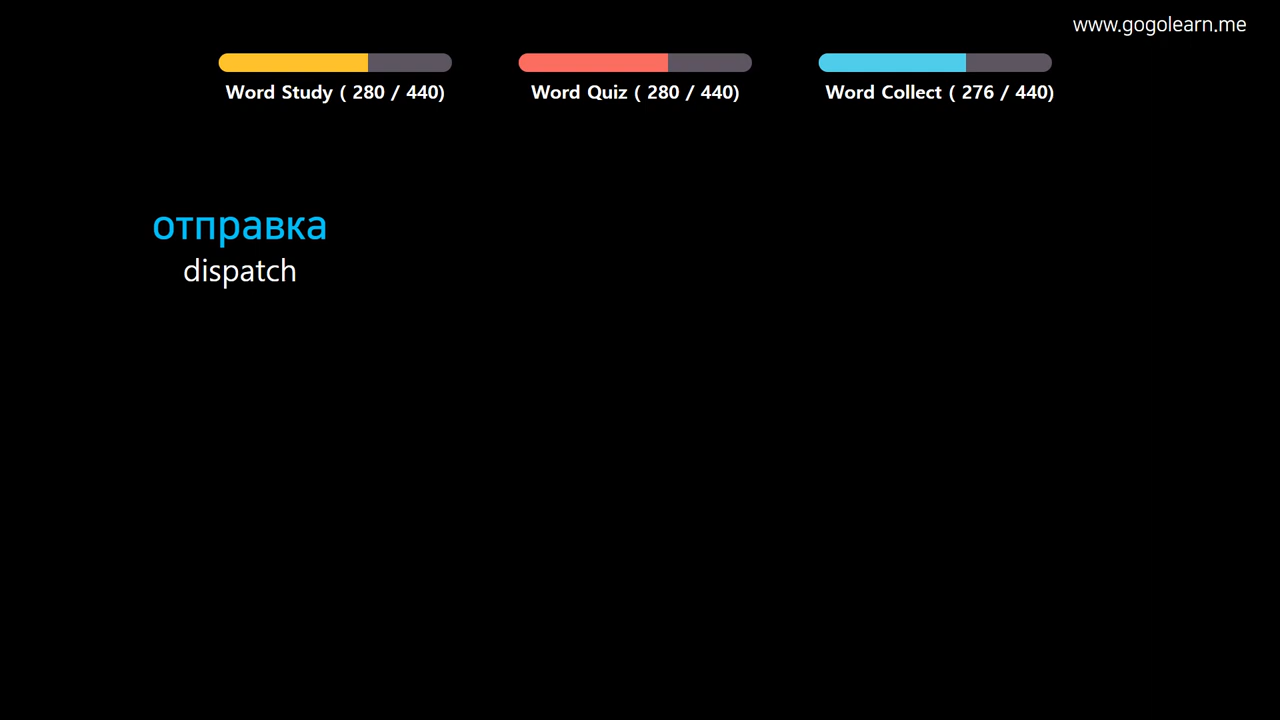 www.gogolearn.me
Word Study ( 280 / 440)
Word Quiz ( 280 / 440)
Word Collect ( 276 / 440)
отправка
dispatch